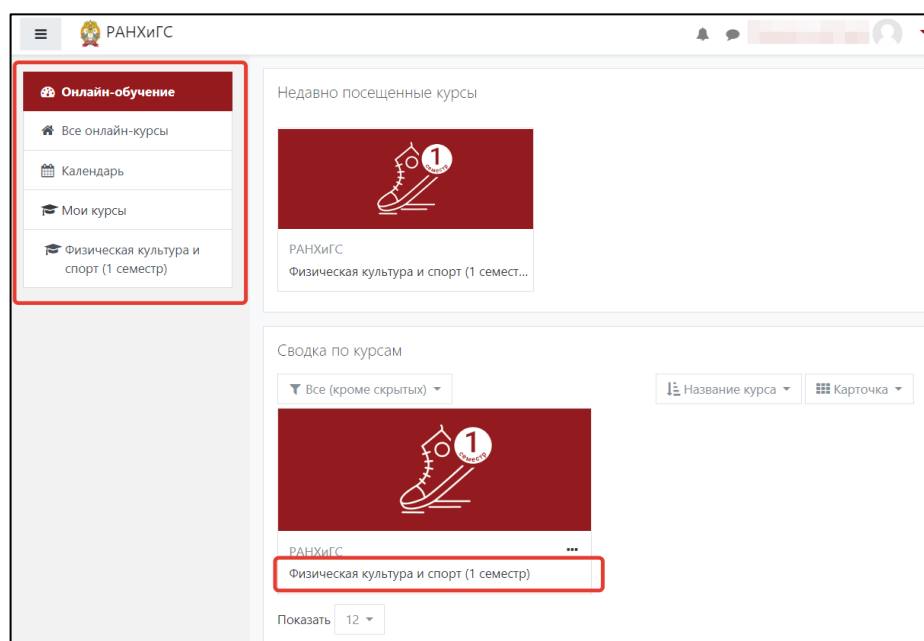 РАНХиГС
Онлайн-обучение
Все онлайн-курсы
Календарь
Мои курсы
Физическая культура и
спорт (1 семестр)
Недавно посещенные курсы
1
семестр
РАНХиГС
Физическая культура и спорт (1 семест...
Сводка по курсам
Все (кроме скрытых)
Название курса
Карточка
1
семестр
РАНХиГС
Физическая культура и спорт (1 семестр)
Показать 12